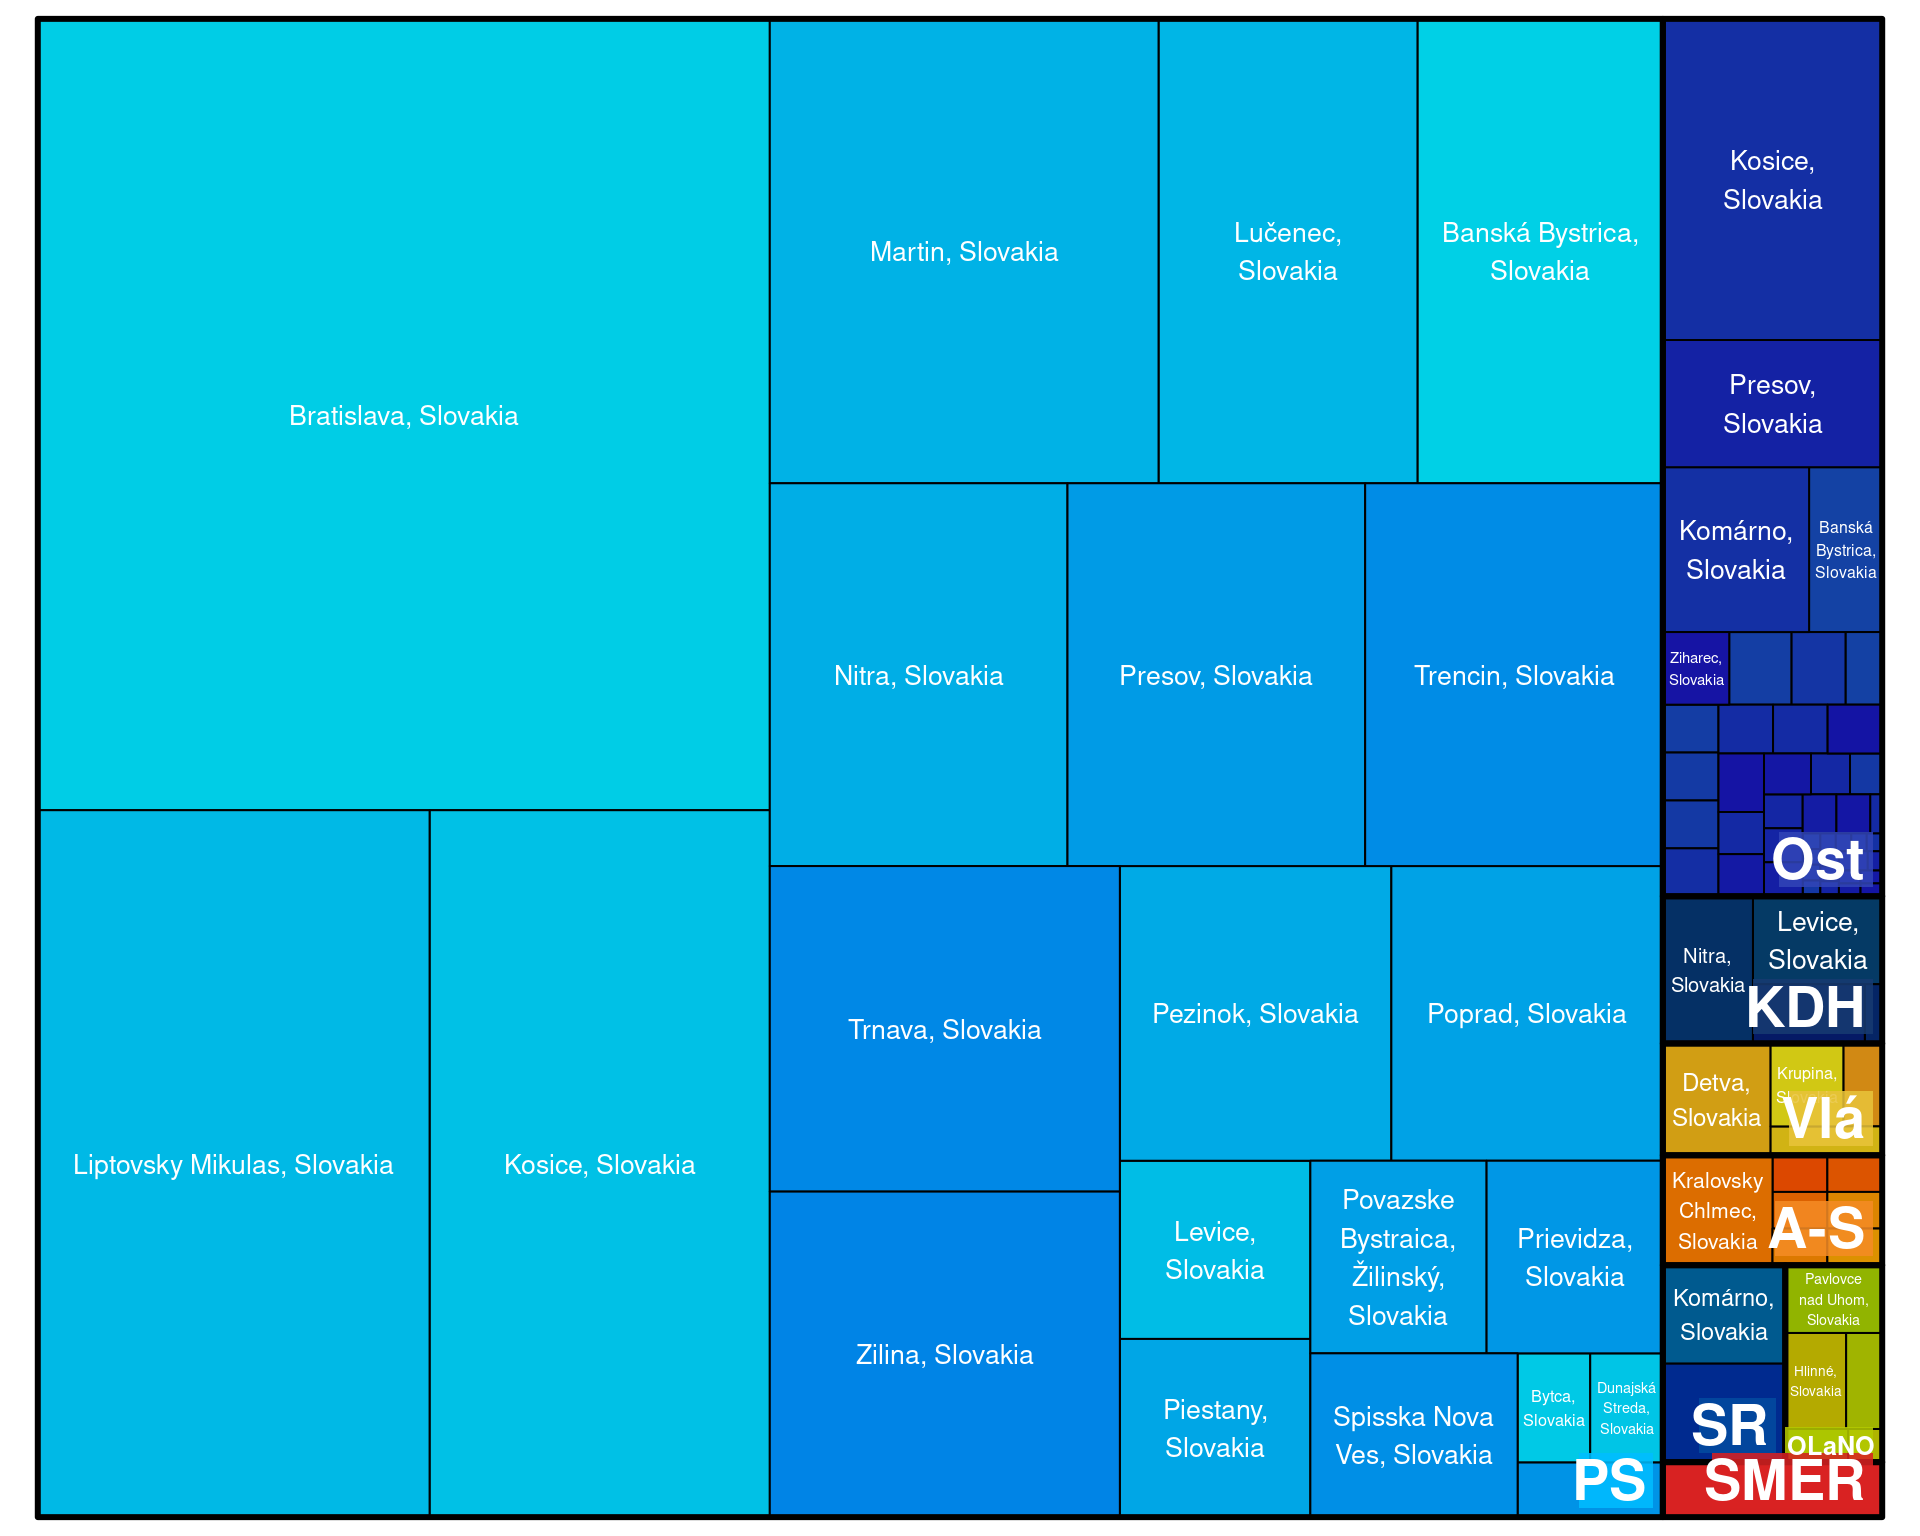 Bratislava, Slovakia
Liptovsky Mikulas, Slovakia
Kosice, Slovakia
Martin, Slovakia
Lučenec,
Slovakia
Banská Bystrica,
Slovakia
Nitra, Slovakia
Presov, Slovakia
Trencin, Slovakia
Trnava, Slovakia
Zilina, Slovakia
Pezinok, Slovakia
Poprad, Slovakia
Levice,
Slovakia
Piestany,
Slovakia
Povazske
Bystraica,
Žilinský,
Slovakia
Prievidza,
Slovakia
Spisska Nova
Ves, Slovakia
Bytca,
Slovakia
Dunajská
Streda,
Slovakia
PS
Kosice,
Slovakia
Presov,
Slovakia
Komárno,
Slovakia
Banská
Bystrica,
Slovakia
Ziharec,
Slovakia
Ost
Nitra,
Slovakia
Levice,
Slovakia
KDH
Detva,
Slovakia
Krupina,
Vlá
Kralovsky
Chlmec,
Slovakia
A-S
Komárno,
Slovakia
SR
Pavlovce
nad Uhom,
Slovakia
Hlinné,
Slovakia
OLaNO
SMER